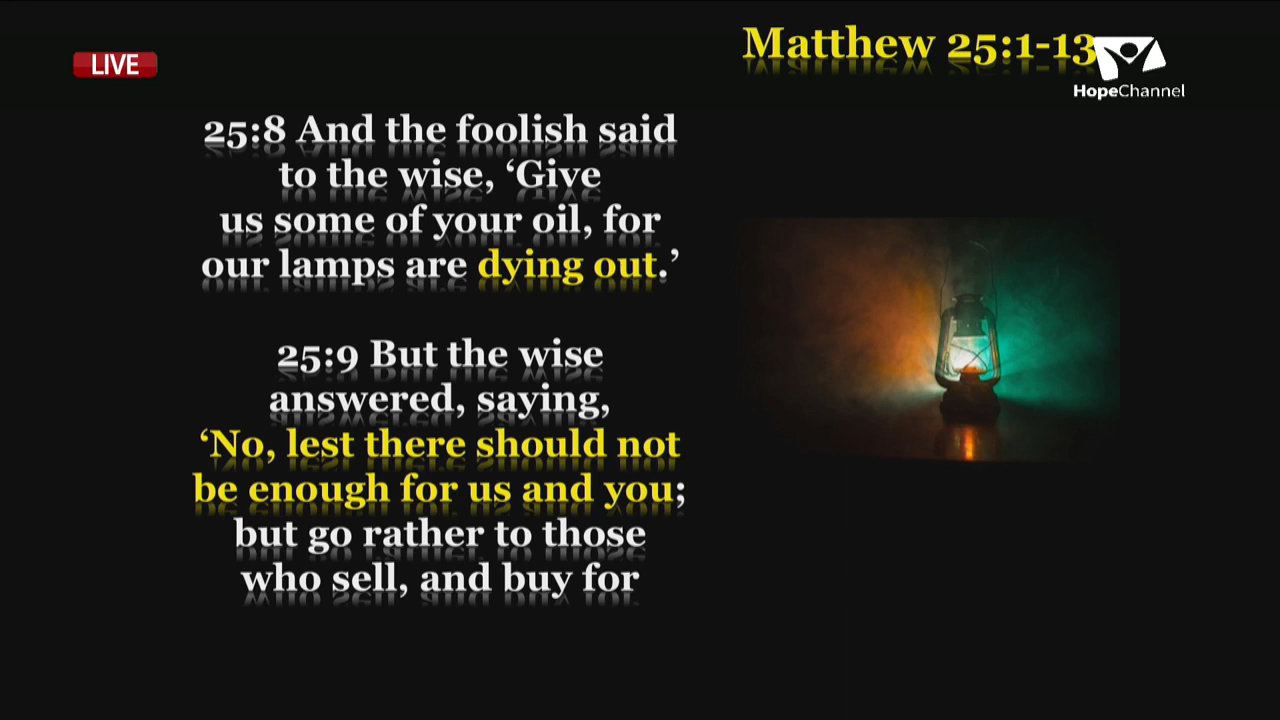 Matthew 25:1-13
LIVE
HopeChannel
25:8 And the foolish said
to the wise, ‘Give
us some of your oil, for
our lamps are dying out.’
25:9 But the wise
answered, saying,
‘No, lest there should not
be enough for us and you;
but go rather to those
who sell, and buy for